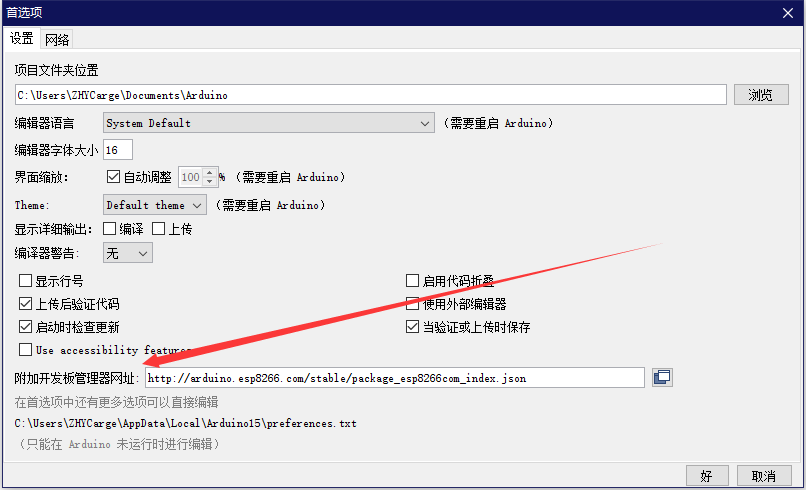 首选项
设置 网络
项目文件夹位置
C:\Users\ZHYCarge\Documents\Arduino 浏览
编辑器语言 System Default （需要重启 Arduino）
编辑器字体大小 16
界面缩放： 自动调整 100 % （需要重启 Arduino）
Theme: Default theme （需要重启 Arduino）
显示详细输出： 编译 上传
编译器警告: 无
显示行号 启用代码折叠
上传后验证代码 使用外部编辑器
启动时检查更新 当验证或上传时保存
Use accessibility features
附加开发板管理器网址: http://arduino.esp8266.com/stable/package_esp8266com_index.json
在首选项中还有更多选项可以直接编辑
C:\Users\ZHYCarge\AppData\Local\Arduino15\preferences.txt
（只能在 Arduino 未运行时进行编辑）
好 取消